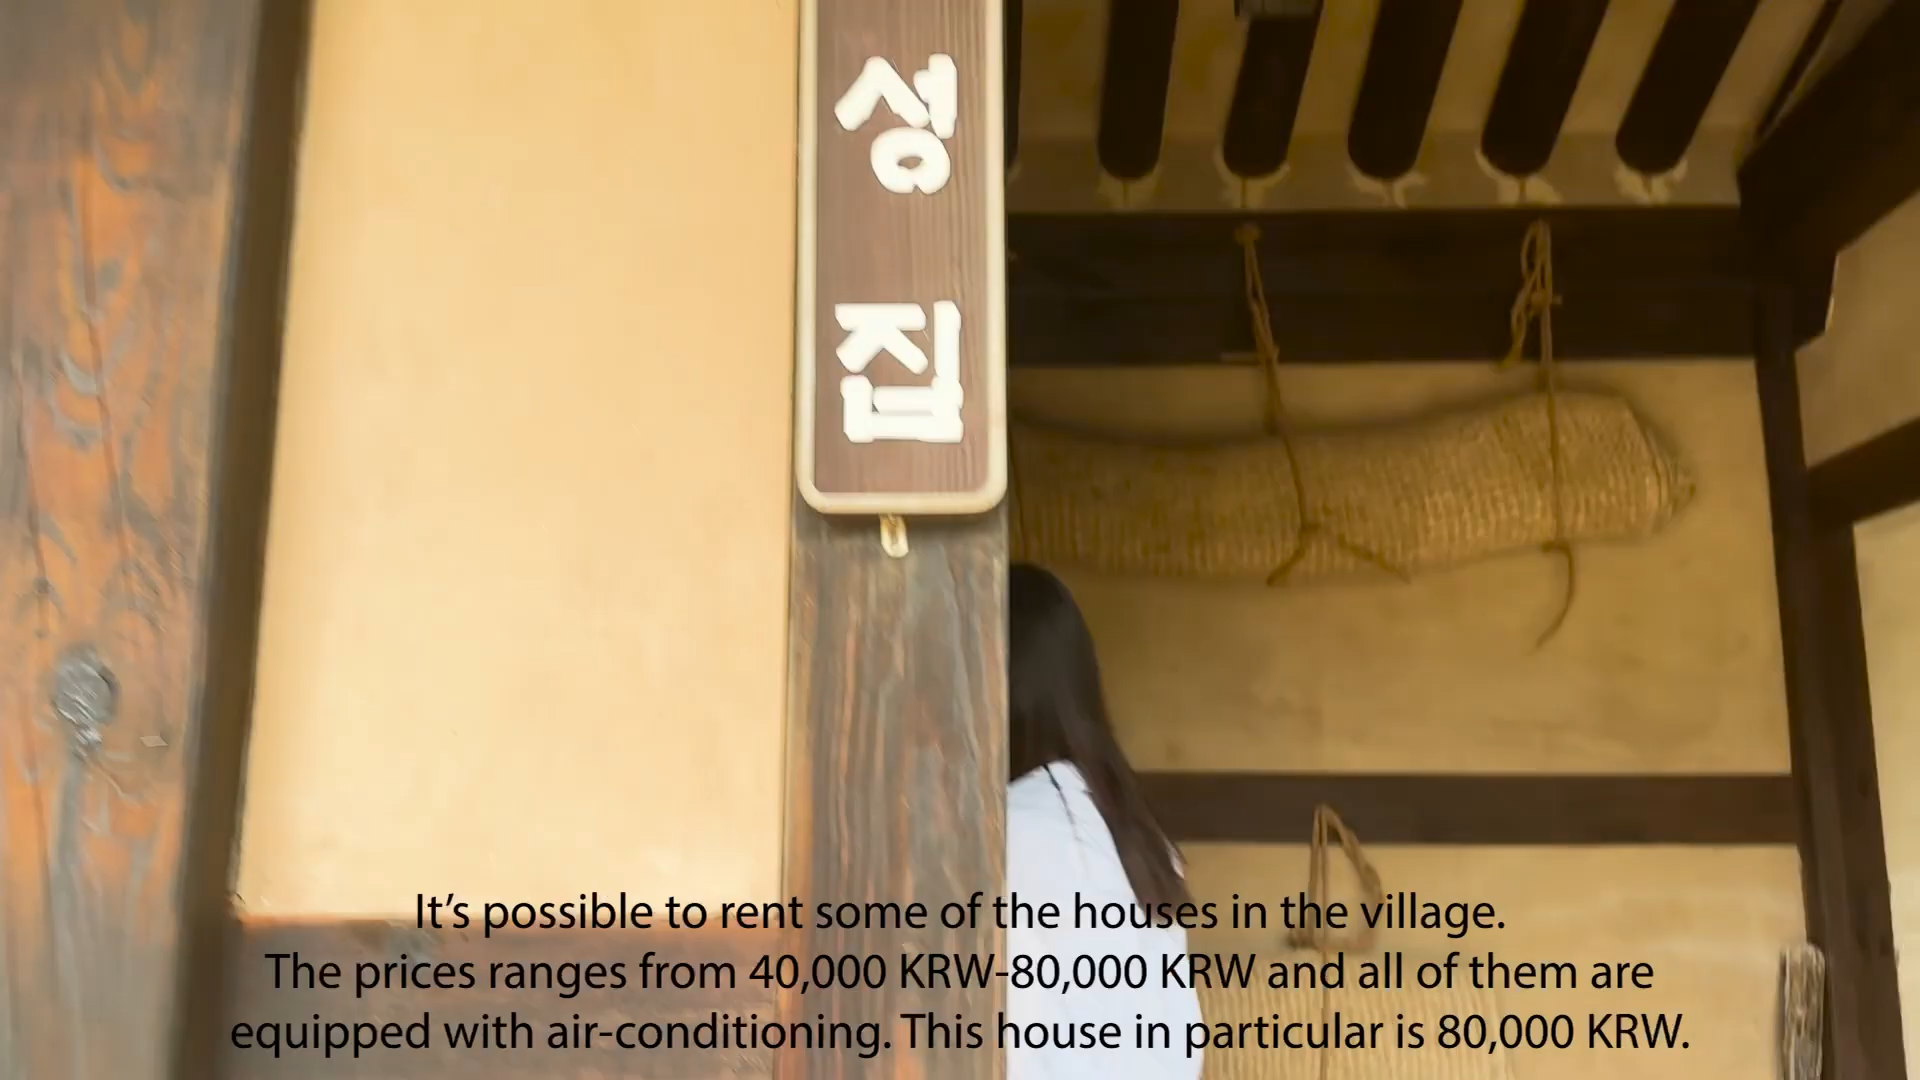 성
집
It’s possible to rent some of the houses in the village.
The prices ranges from 40,000 KRW-80,000 KRW and all of them are
equipped with air-conditioning. This house in particular is 80,000 KRW.